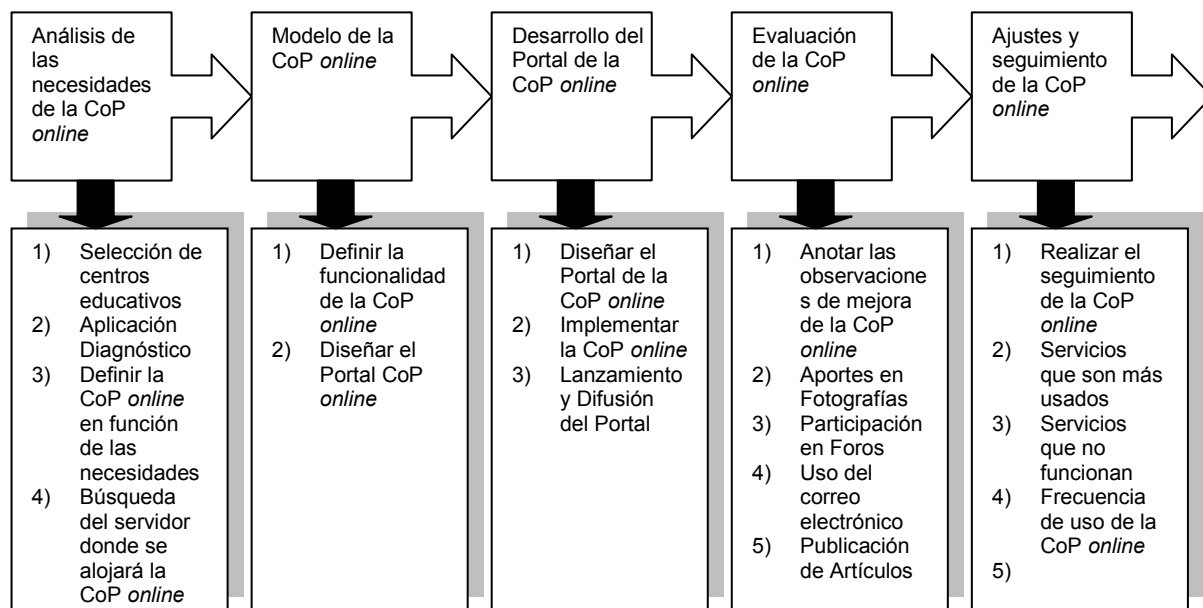 Análisis de
las
necesidades
de la CoP
online
Modelo de la
CoP online
Desarrollo del
Portal de la
CoP online
Evaluación
de la CoP
online
Ajustes y
seguimiento
de la CoP
online
1) Selección de
centros
educativos
2) Aplicación
Diagnóstico
3) Definir la
CoP online
en función
de las
necesidades
4) Búsqueda
del servidor
donde se
alojará la
CoP online
1) Definir la
funcionalidad
de la CoP
online
2) Diseñar el
Portal CoP
online
1) Diseñar el
Portal de la
CoP online
2) Implementar
la CoP online
3) Lanzamiento
y Difusión
del Portal
1) Anotar las
observacione
s de mejora
de la CoP
online
2) Aportes en
Fotografías
3) Participación
en Foros
4) Uso del
correo
electrónico
5) Publicación
de Artículos
1) Realizar el
seguimiento
de la CoP
online
2) Servicios
que son más
usados
3) Servicios
que no
funcionan
4) Frecuencia
de uso de la
CoP online
5)